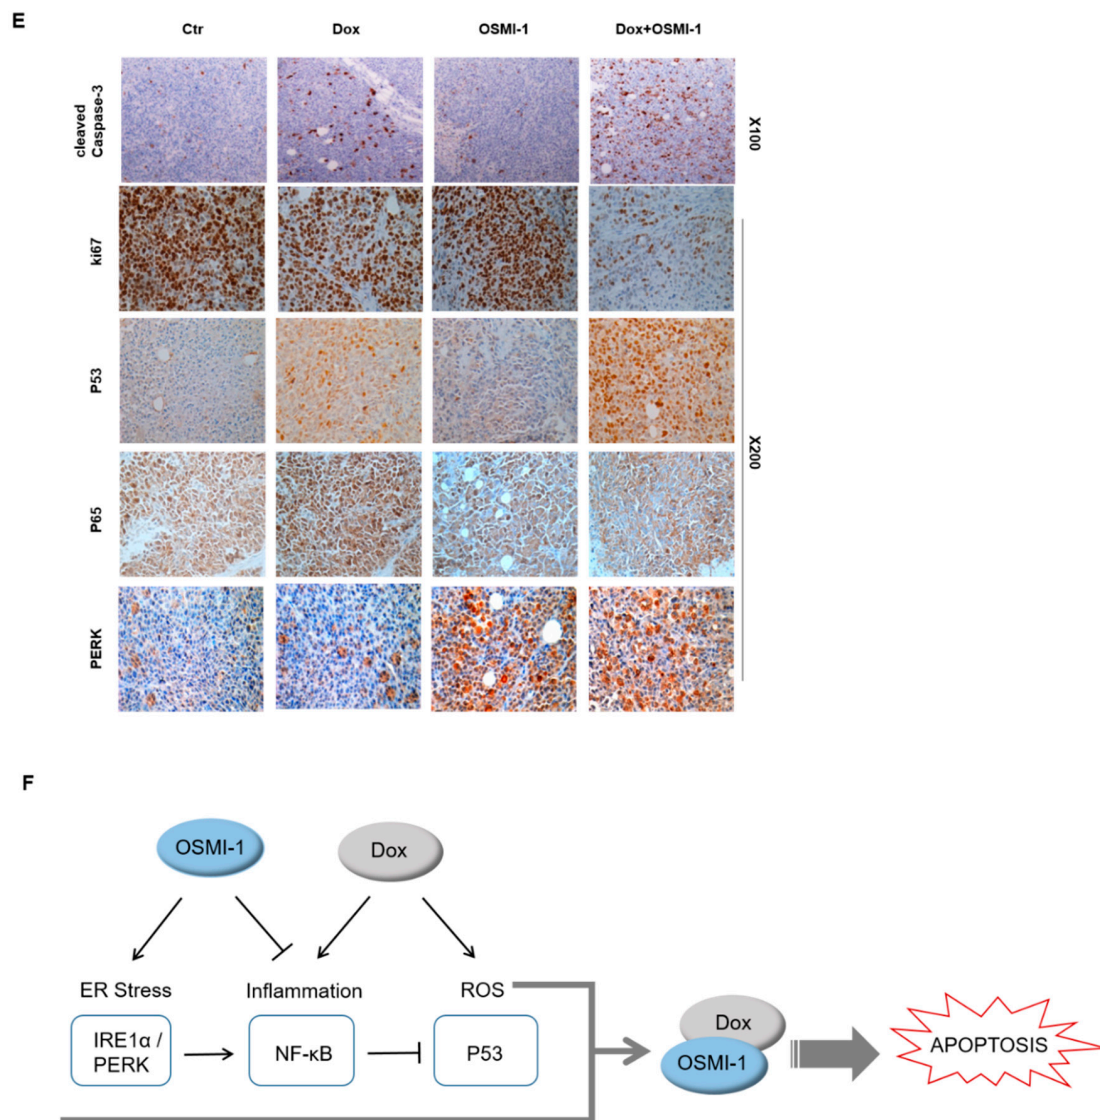 E
Ctr Dox OSMI-1 Dox+OSMI-1
cleaved
Caspase-3
X100
ki67
P53
P65
PERK
X200
F
OSMI-1
Dox
ER Stress
Inflammation
ROS
IRE1α /
PERK
NF-κB
P53
Dox
OSMI-1
APOPTOSIS